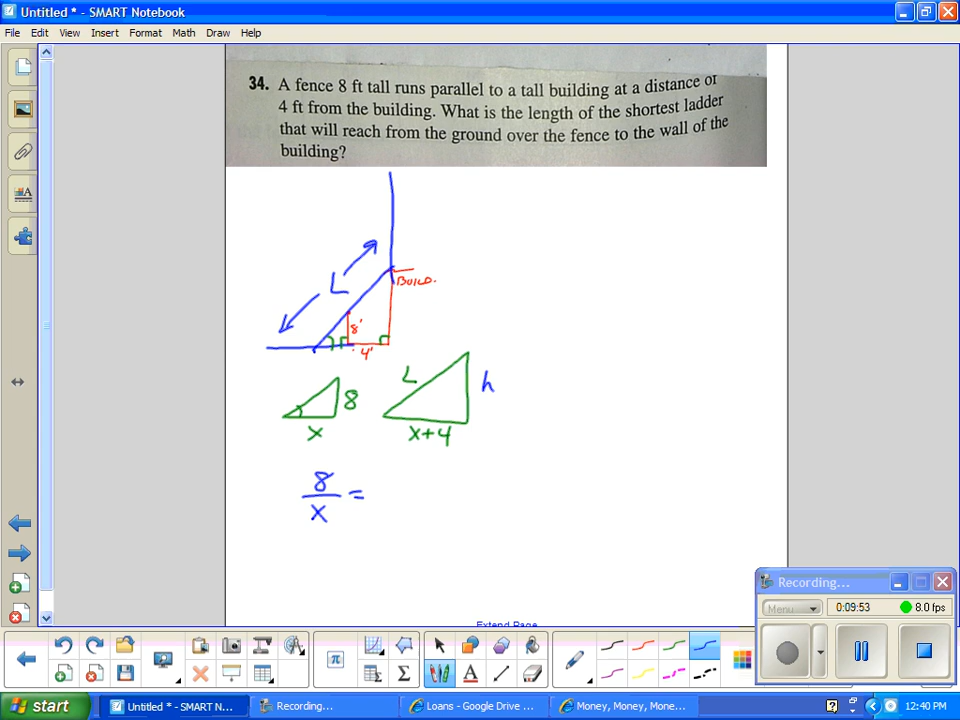 Untitled * - SMART Notebook
File Edit View Insert Format Math Draw Help
34. A fence 8 ft tall runs parallel to a tall building at a distance of
4 ft from the building. What is the length of the shortest ladder
that will reach from the ground over the fence to the wall of the
building?
L
BUILD.
8'
4'
8
x
L
h
x+4
8
x
=
Extend Page
Recording...
Menu
0:09:53
8.0 fps
start
Untitled * - SMART N...
Recording...
Loans - Google Drive ...
Money, Money, Mone...
12:40 PM